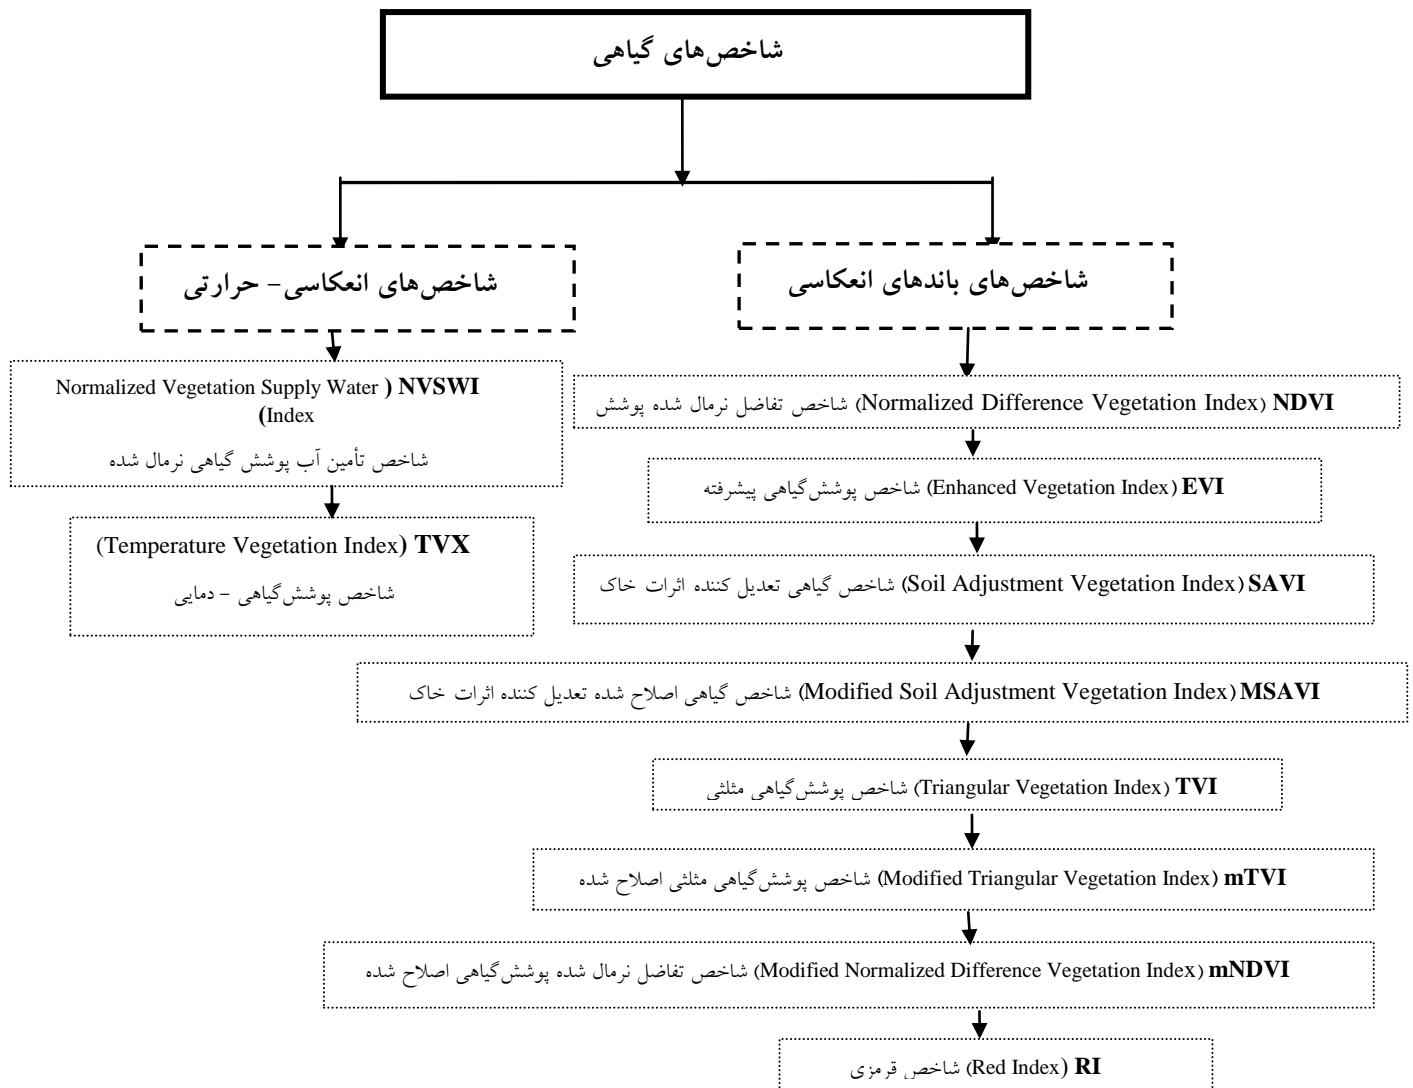 شاخص‌های گیاهی
شاخص‌های باندهای انعکاسی
شاخص‌های انعکاسی- حرارتی
NDVI (Normalized Difference Vegetation Index) شاخص تفاضل نرمال شده پوشش
EVI (Enhanced Vegetation Index) شاخص پوشش‌گیاهی پیشرفته
SAVI (Soil Adjustment Vegetation Index) شاخص گیاهی تعدیل کننده اثرات خاک
MSAVI (Modified Soil Adjustment Vegetation Index) شاخص گیاهی اصلاح شده تعدیل کننده اثرات خاک
TVI (Triangular Vegetation Index) شاخص پوشش‌گیاهی مثلثی
mTVI (Modified Triangular Vegetation Index) شاخص پوشش‌گیاهی مثلثی اصلاح شده
mNDVI (Modified Normalized Difference Vegetation Index) شاخص تفاضل نرمال شده پوشش‌گیاهی اصلاح شده
RI (Red Index) شاخص قرمزی
NVSWI (Normalized Vegetation Supply Water
Index)
شاخص تأمین آب پوشش گیاهی نرمال شده
TVX (Temperature Vegetation Index)
شاخص پوشش‌گیاهی - دمایی